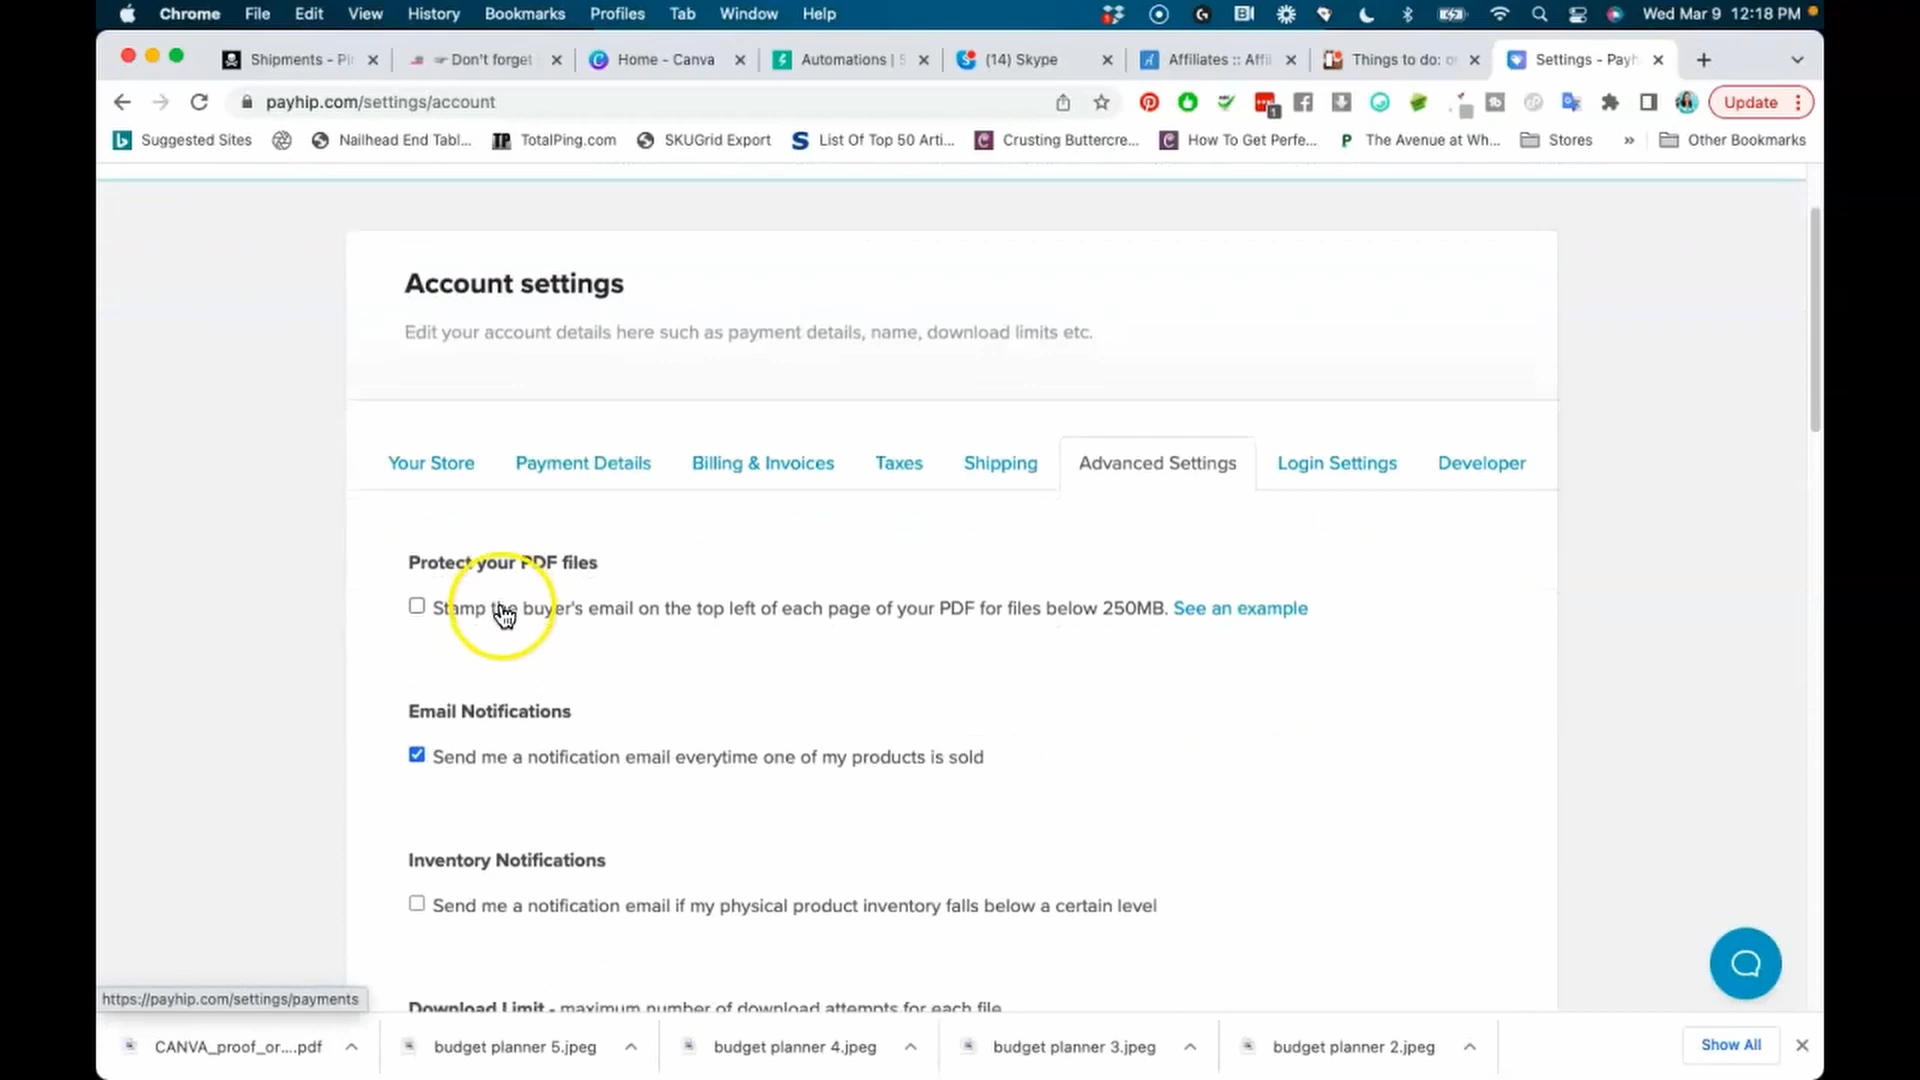 Chrome File Edit View History Bookmarks Profiles Tab Window Help Wed Mar 9 12:18 PM
Shipments - Pi Don't forget Home - Canva Automations | S (14) Skype Affiliates :: Affil Things to do: o Settings - Payh
payhip.com/settings/account Update
Suggested Sites Nailhead End Tabl... TotalPing.com SKUGrid Export List Of Top 50 Arti... Crusting Buttercre... How To Get Perfe... The Avenue at Wh... Stores » Other Bookmarks
Account settings
Edit your account details here such as payment details, name, download limits etc.
Your Store Payment Details Billing & Invoices Taxes Shipping Advanced Settings Login Settings Developer
Protect your PDF files
Stamp the buyer's email on the top left of each page of your PDF for files below 250MB. See an example
Email Notifications
Send me a notification email everytime one of my products is sold
Inventory Notifications
Send me a notification email if my physical product inventory falls below a certain level
Download Limit - maximum number of download attempts for each file
https://payhip.com/settings/payments
CANVA_proof_or....pdf budget planner 5.jpeg budget planner 4.jpeg budget planner 3.jpeg budget planner 2.jpeg Show All